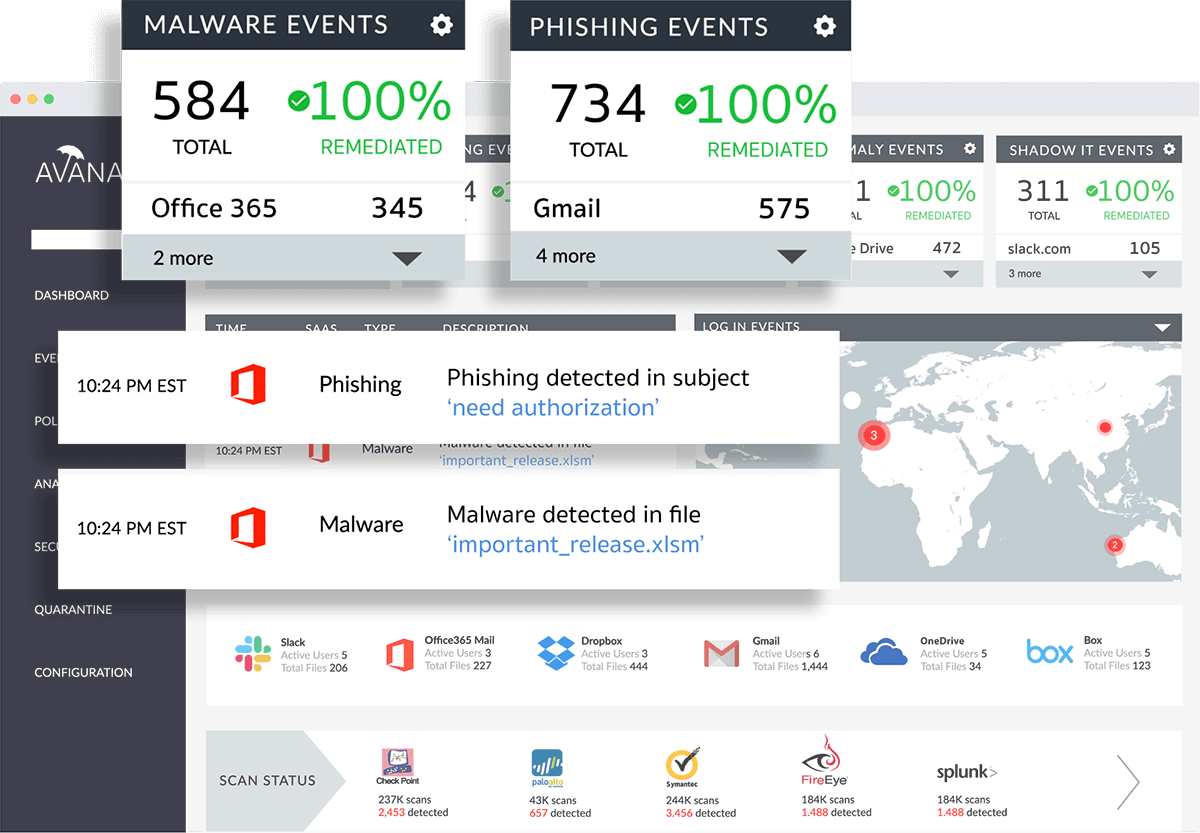 MALWARE EVENTS
584
TOTAL
100%
REMEDIATED
Office 365 345
2 more
PHISHING EVENTS
734
TOTAL
100%
REMEDIATED
Gmail 575
4 more
EVENTS
100%
REMEDIATED
Drive 472
SHADOW IT EVENTS
311
TOTAL
100%
REMEDIATED
slack.com 105
3 more
AVANA
DASHBOARD
QUARANTINE
CONFIGURATION
TIME SAAS TYPE DESCRIPTION
10:24 PM EST Phishing Phishing detected in subject
‘need authorization’
10:24 PM EST Malware Malware detected in file
‘important_release.xlsm’
10:24 PM EST Malware Malware detected in file
‘important_release.xlsm’
LOG IN EVENTS
3
2
Slack
Active Users 5
Total Files 206
Office365 Mail
Active Users 3
Total Files 227
Dropbox
Active Users 3
Total Files 444
Gmail
Active Users 6
Total Files 1,444
OneDrive
Active Users 5
Total Files 34
box
Box
Active Users 5
Total Files 123
SCAN STATUS
Check Point
237K scans
2,453 detected
paloalto
43K scans
657 detected
Symantec
244K scans
3.456 detected
FireEye
184K scans
1.488 detected
splunk>
184K scans
1.488 detected